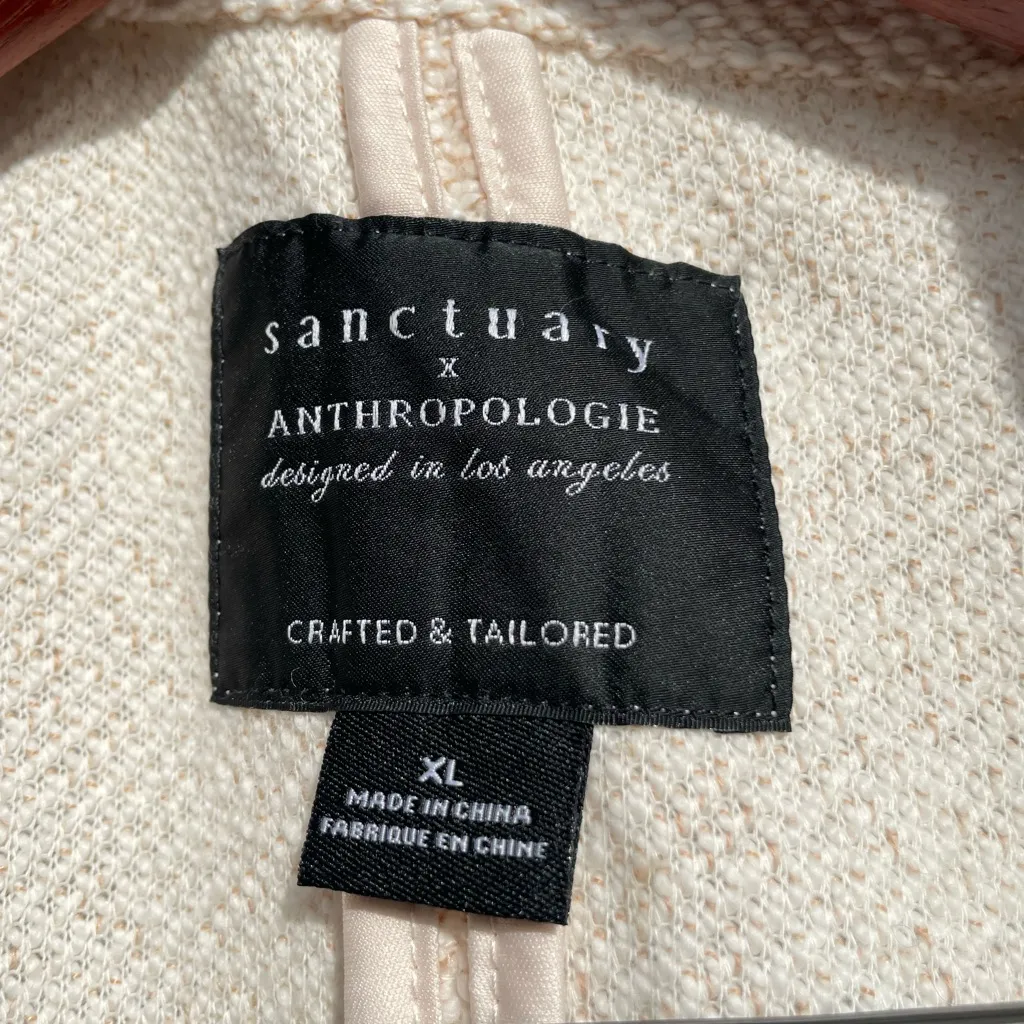 sanctuary
x
ANTHROPOLOGIE
designed in los angeles
CRAFTED & TAILORED
XL
MADE IN CHINA
FABRIQUE EN CHINE